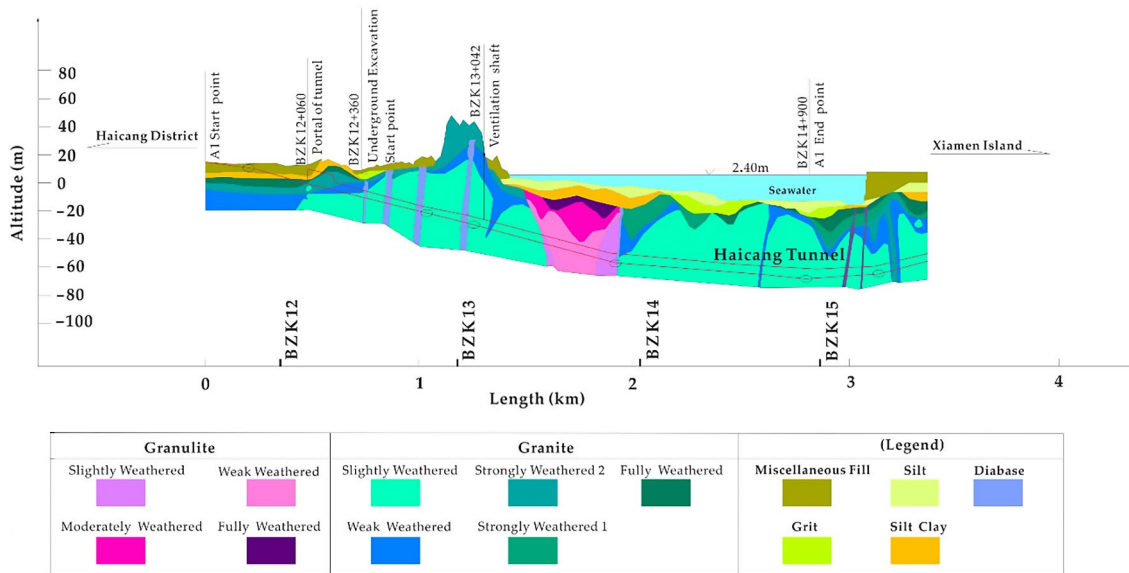 80
60
40
20
0
−20
−40
−60
−80
−100
Altitude (m)
Haicang District
A1 Start point
BZK12+060
Portal of tunnel
BZK12+360
Underground Excavation
Start point
BZK13+042
Ventilation shaft
2.40m
Seawater
BZK14+900
A1 End point
Xiamen Island
Haicang Tunnel
BZK12
BZK13
BZK14
BZK15
0 1 2 3 4
Length (km)
Granulite Granite (Legend)
Slightly Weathered Weak Weathered Slightly Weathered Strongly Weathered 2 Fully Weathered Miscellaneous Fill Silt Diabase
Moderately Weathered Fully Weathered Weak Weathered Strongly Weathered 1 Grit Silt Clay